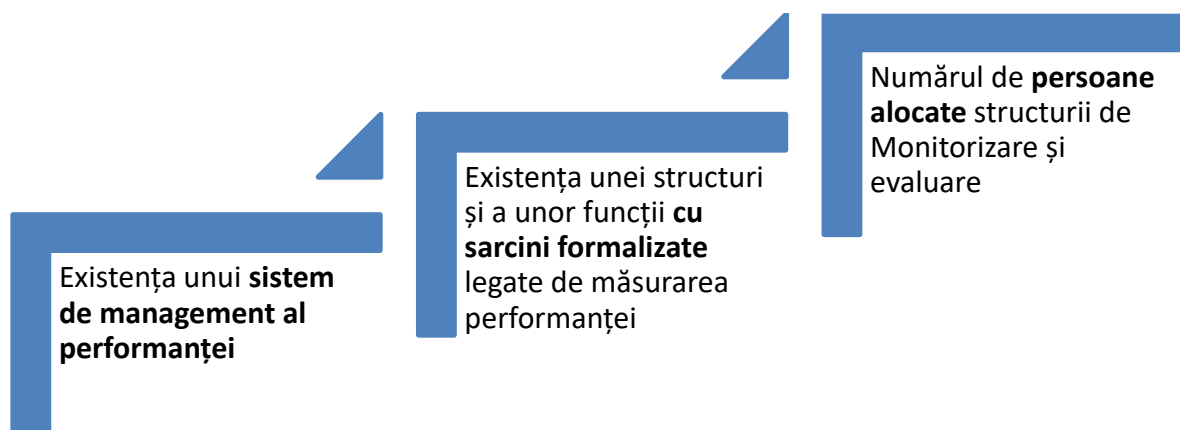 Existența unui sistem
de management al
performanței
Existența unei structuri
și a unor funcții cu
sarcini formalizate
legate de măsurarea
performanței
Numărul de persoane
alocate structurii de
Monitorizare și
evaluare